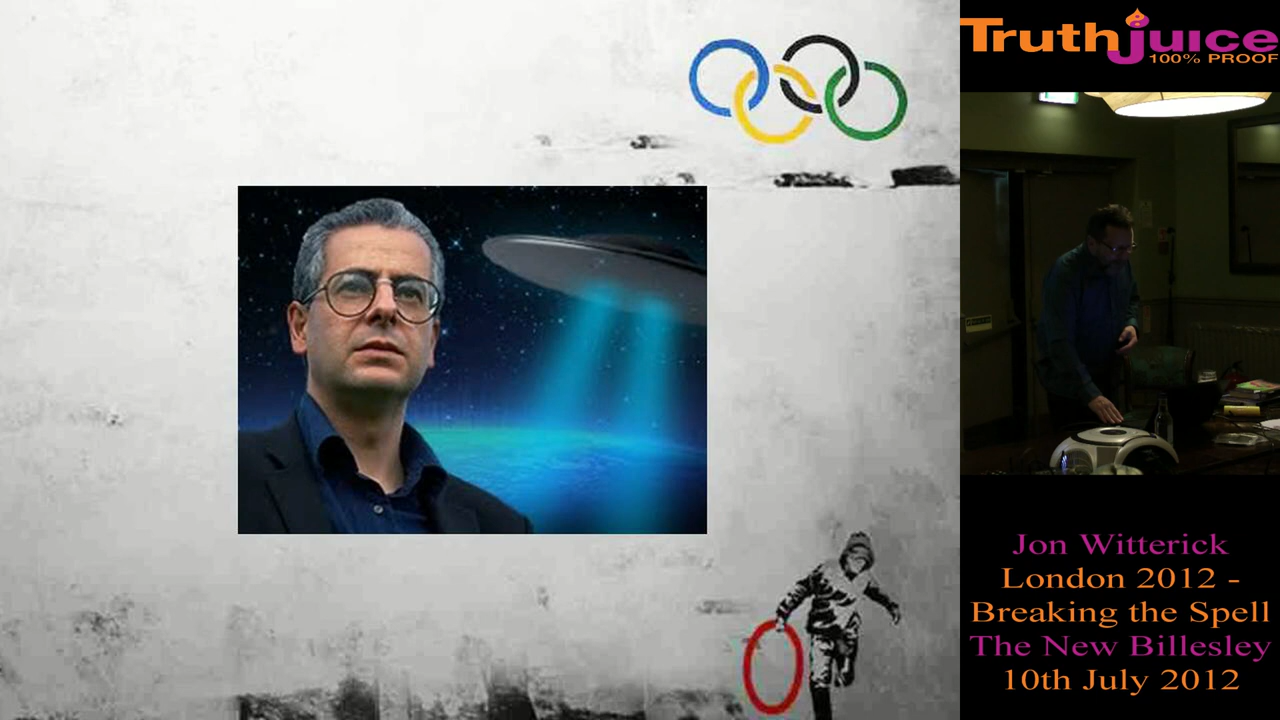 Truthjuice
100% PROOF
Jon Witterick
London 2012 -
Breaking the Spell
The New Billesley
10th July 2012